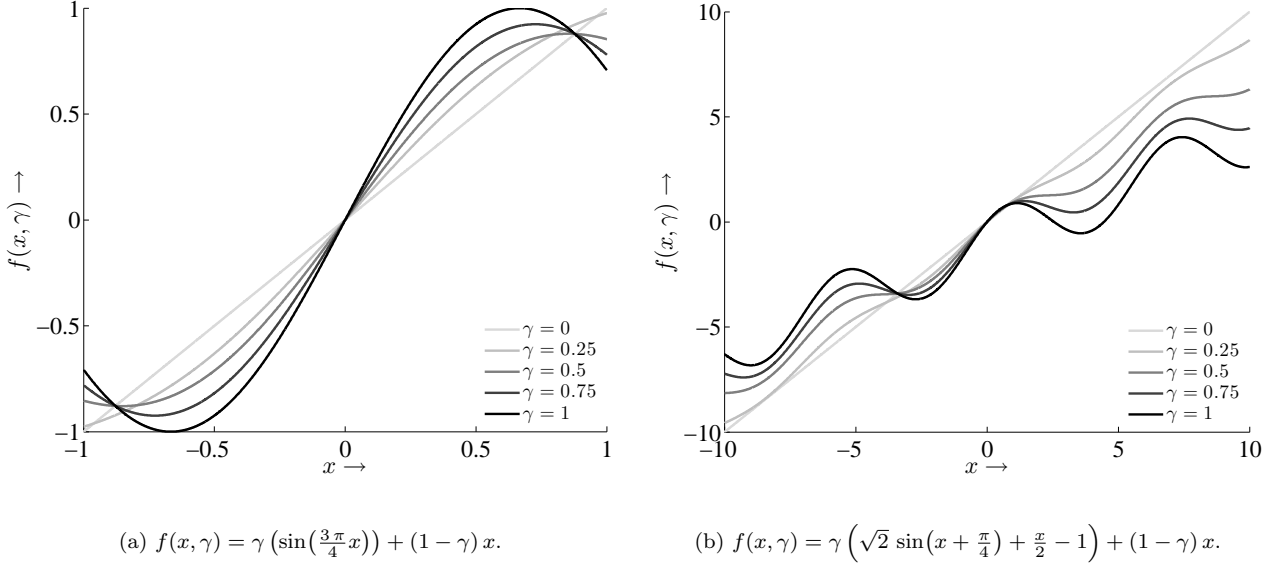 1
0.5
0
−0.5
−1
−1
−0.5
0
0.5
1
f(x, γ) →
x →
γ = 0
γ = 0.25
γ = 0.5
γ = 0.75
γ = 1
(a) f(x, γ) = γ (sin(3 π/4 x)) + (1 − γ) x.
10
5
0
−5
−10
−10
−5
0
5
10
f(x, γ) →
x →
γ = 0
γ = 0.25
γ = 0.5
γ = 0.75
γ = 1
(b) f(x, γ) = γ (√2 sin(x + π/4) + x/2 − 1) + (1 − γ) x.